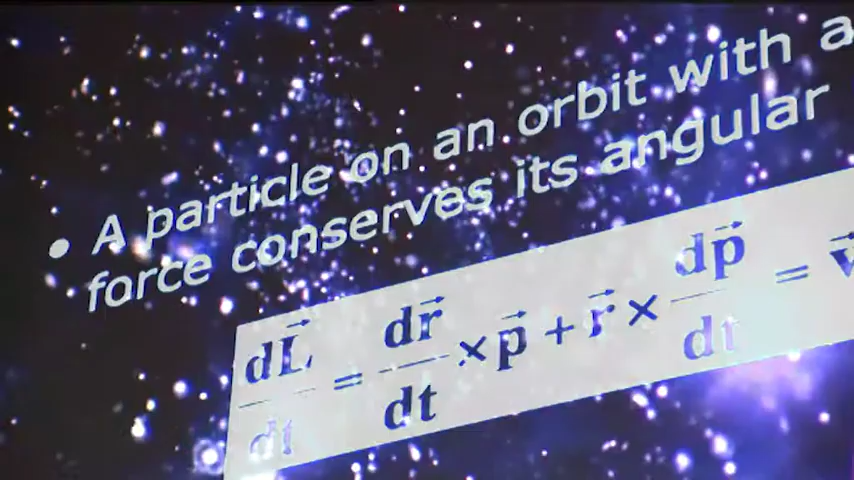 • A particle on an orbit with a
force conserves its angular
dL⃗/dt = dr⃗/dt × p⃗ + r⃗ × dp⃗/dt = v⃗